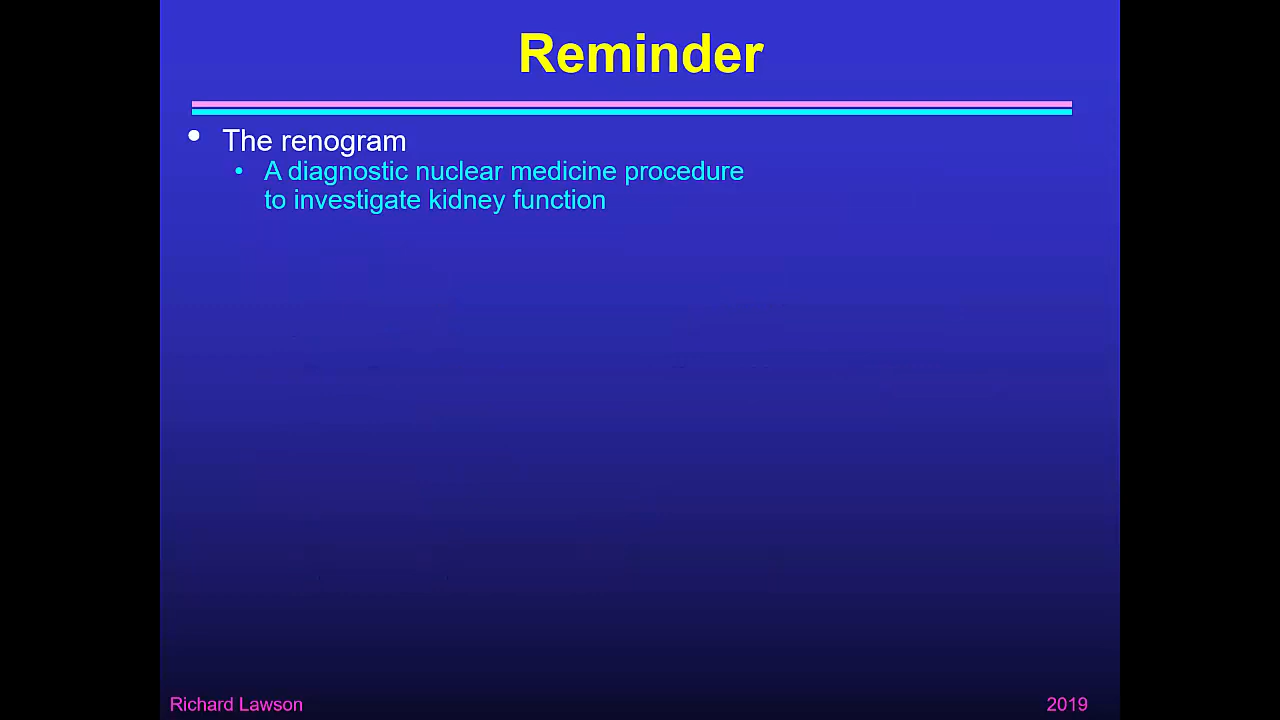 Reminder
• The renogram
• A diagnostic nuclear medicine procedure
to investigate kidney function
Richard Lawson
2019